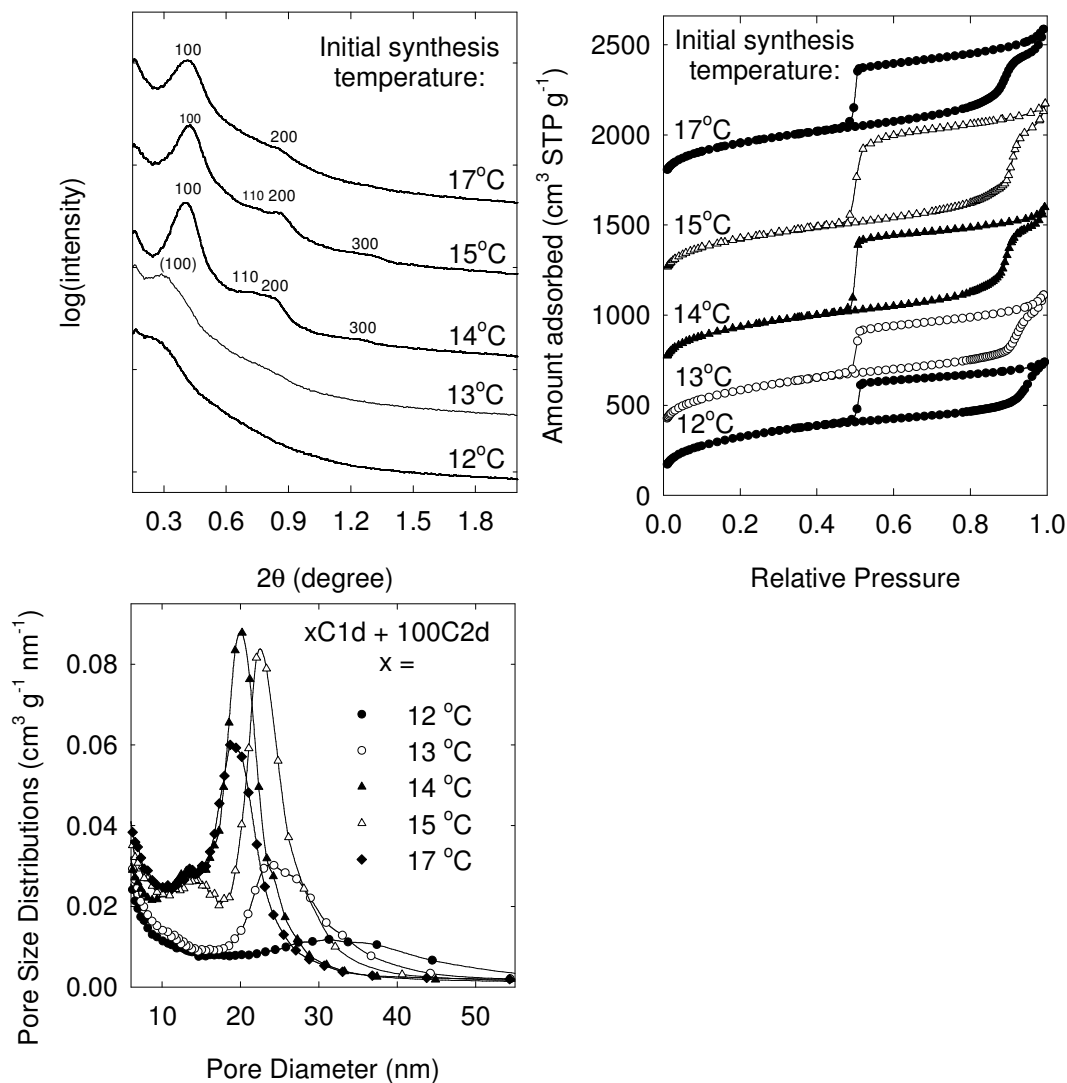 Initial synthesis
temperature:
100
200
17°C
100
110 200
300
15°C
100
110
200
300
14°C
(100)
13°C
12°C
log(intensity)
0.3 0.6 0.9 1.2 1.5 1.8
2θ (degree)
Initial synthesis
temperature:
17°C
15°C
14°C
13°C
12°C
2500
2000
1500
1000
500
0
Amount adsorbed (cm³ STP g⁻¹)
0.0 0.2 0.4 0.6 0.8 1.0
Relative Pressure
xC1d + 100C2d
x =
12 °C
13 °C
14 °C
15 °C
17 °C
0.08
0.06
0.04
0.02
0.00
Pore Size Distributions (cm³ g⁻¹ nm⁻¹)
10 20 30 40 50
Pore Diameter (nm)